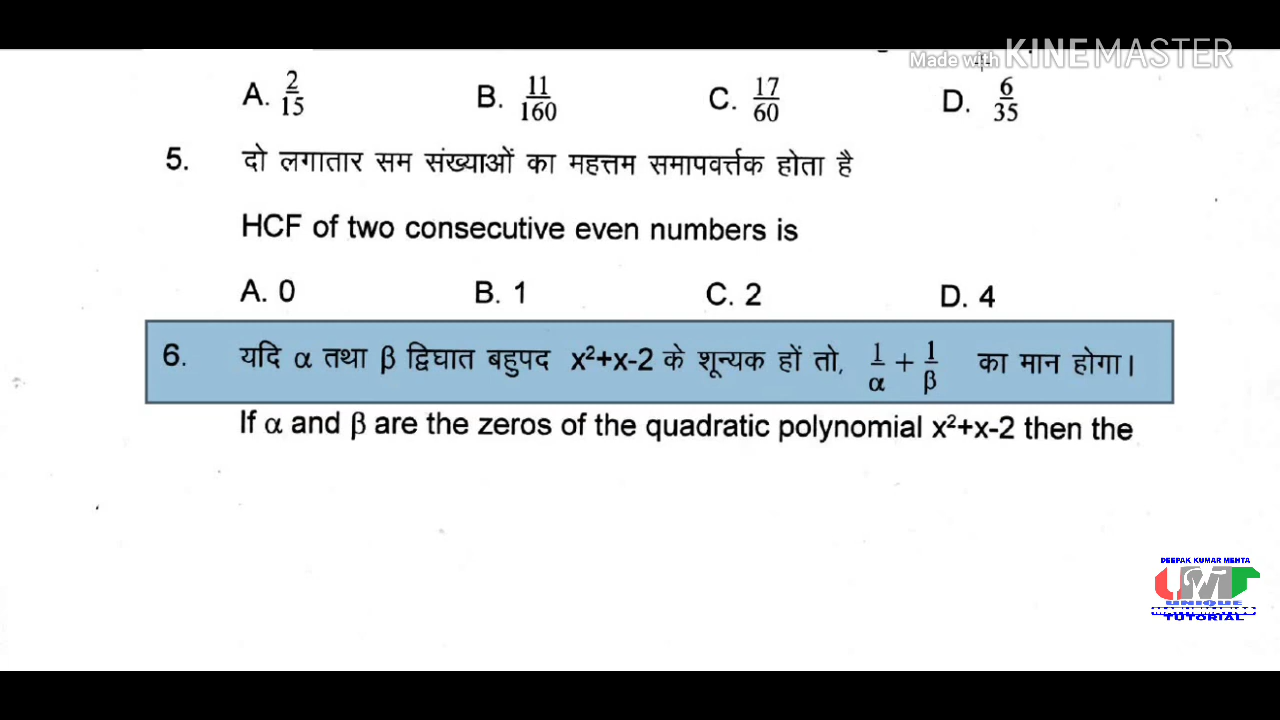 Made with KINEMASTER
A. 2/15 B. 11/160 C. 17/60 D. 6/35
5. दो लगातार सम संख्याओं का महत्तम समापवर्त्तक होता है
HCF of two consecutive even numbers is
A. 0 B. 1 C. 2 D. 4
6. यदि α तथा β द्विघात बहुपद x²+x-2 के शून्यक हों तो, 1/α + 1/β का मान होगा।
If α and β are the zeros of the quadratic polynomial x²+x-2 then the
DEEPAK KUMAR MEHTA
UMT
UNIQUE
TUTORIAL